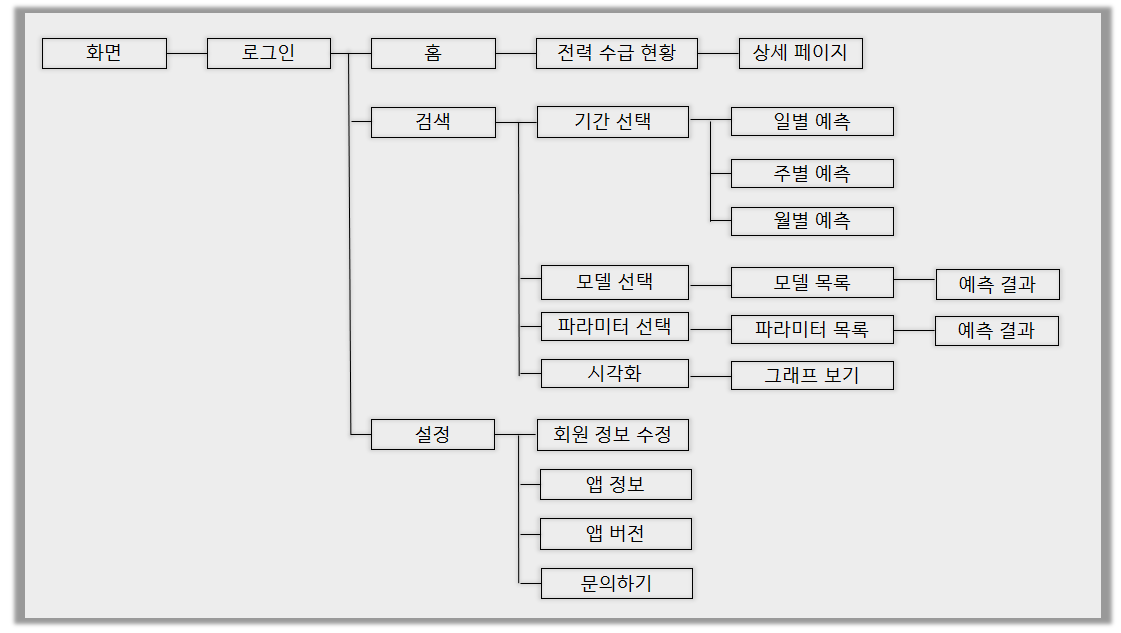 화면
로그인
홈
전력 수급 현황
상세 페이지
검색
기간 선택
일별 예측
주별 예측
월별 예측
모델 선택
모델 목록
예측 결과
파라미터 선택
파라미터 목록
예측 결과
시각화
그래프 보기
설정
회원 정보 수정
앱 정보
앱 버전
문의하기